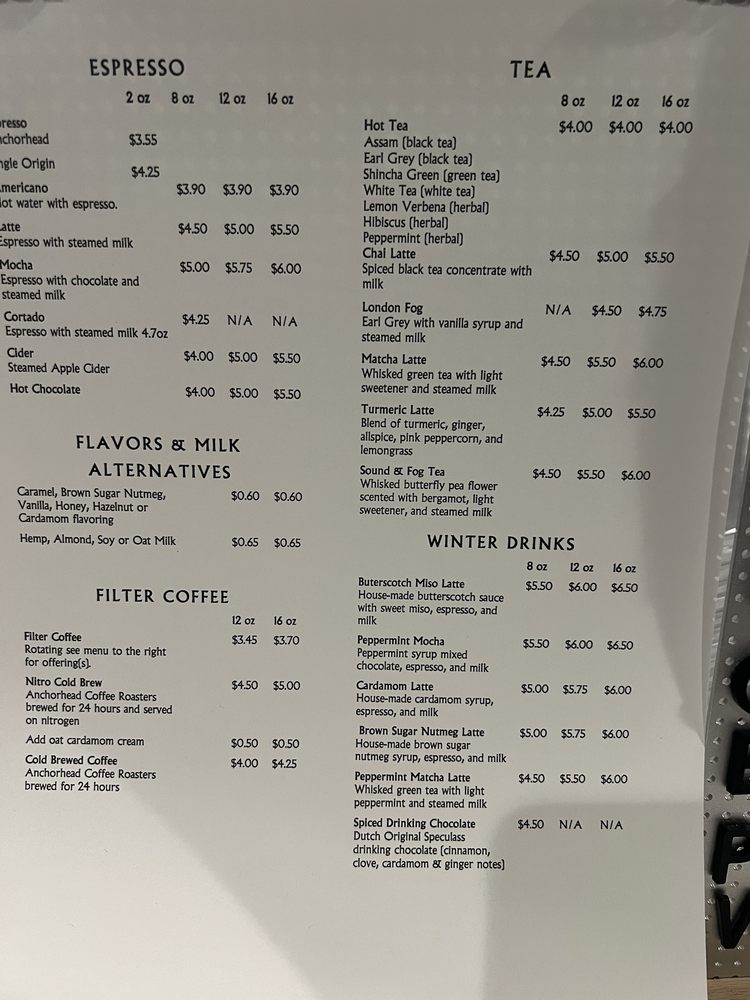 ESPRESSO
2 oz 8 oz 12 oz 16 oz
resso
chorhead $3.55
ngle Origin $4.25
mericano $3.90 $3.90 $3.90
ot water with espresso.
atte $4.50 $5.00 $5.50
Espresso with steamed milk
Mocha $5.00 $5.75 $6.00
Espresso with chocolate and
steamed milk
Cortado $4.25 N/A N/A
Espresso with steamed milk 4.7oz
Cider $4.00 $5.00 $5.50
Steamed Apple Cider
Hot Chocolate $4.00 $5.00 $5.50
FLAVORS & MILK
ALTERNATIVES
Caramel, Brown Sugar Nutmeg, $0.60 $0.60
Vanilla, Honey, Hazelnut or
Cardamom flavoring
Hemp, Almond, Soy or Oat Milk $0.65 $0.65
FILTER COFFEE
12 oz 16 oz
Filter Coffee $3.45 $3.70
Rotating see menu to the right
for offering(s).
Nitro Cold Brew $4.50 $5.00
Anchorhead Coffee Roasters
brewed for 24 hours and served
on nitrogen
Add oat cardamom cream $0.50 $0.50
Cold Brewed Coffee $4.00 $4.25
Anchorhead Coffee Roasters
brewed for 24 hours
TEA
8 oz 12 oz 16 oz
Hot Tea $4.00 $4.00 $4.00
Assam (black tea)
Earl Grey (black tea)
Shincha Green (green tea)
White Tea (white tea)
Lemon Verbena (herbal)
Hibiscus (herbal)
Peppermint (herbal)
Chai Latte $4.50 $5.00 $5.50
Spiced black tea concentrate with
milk
London Fog N/A $4.50 $4.75
Earl Grey with vanilla syrup and
steamed milk
Matcha Latte $4.50 $5.50 $6.00
Whisked green tea with light
sweetener and steamed milk
Turmeric Latte $4.25 $5.00 $5.50
Blend of turmeric, ginger,
allspice, pink peppercorn, and
lemongrass
Sound & Fog Tea $4.50 $5.50 $6.00
Whisked butterfly pea flower
scented with bergamot, light
sweetener, and steamed milk
WINTER DRINKS
8 oz 12 oz 16 oz
Buterscotch Miso Latte $5.50 $6.00 $6.50
House-made butterscotch sauce
with sweet miso, espresso, and
milk
Peppermint Mocha $5.50 $6.00 $6.50
Peppermint syrup mixed
chocolate, espresso, and milk
Cardamom Latte $5.00 $5.75 $6.00
House-made cardamom syrup,
espresso, and milk
Brown Sugar Nutmeg Latte $5.00 $5.75 $6.00
House-made brown sugar
nutmeg syrup, espresso, and milk
Peppermint Matcha Latte $4.50 $5.50 $6.00
Whisked green tea with light
peppermint and steamed milk
Spiced Drinking Chocolate $4.50 N/A N/A
Dutch Original Speculass
drinking chocolate (cinnamon,
clove, cardamom & ginger notes)